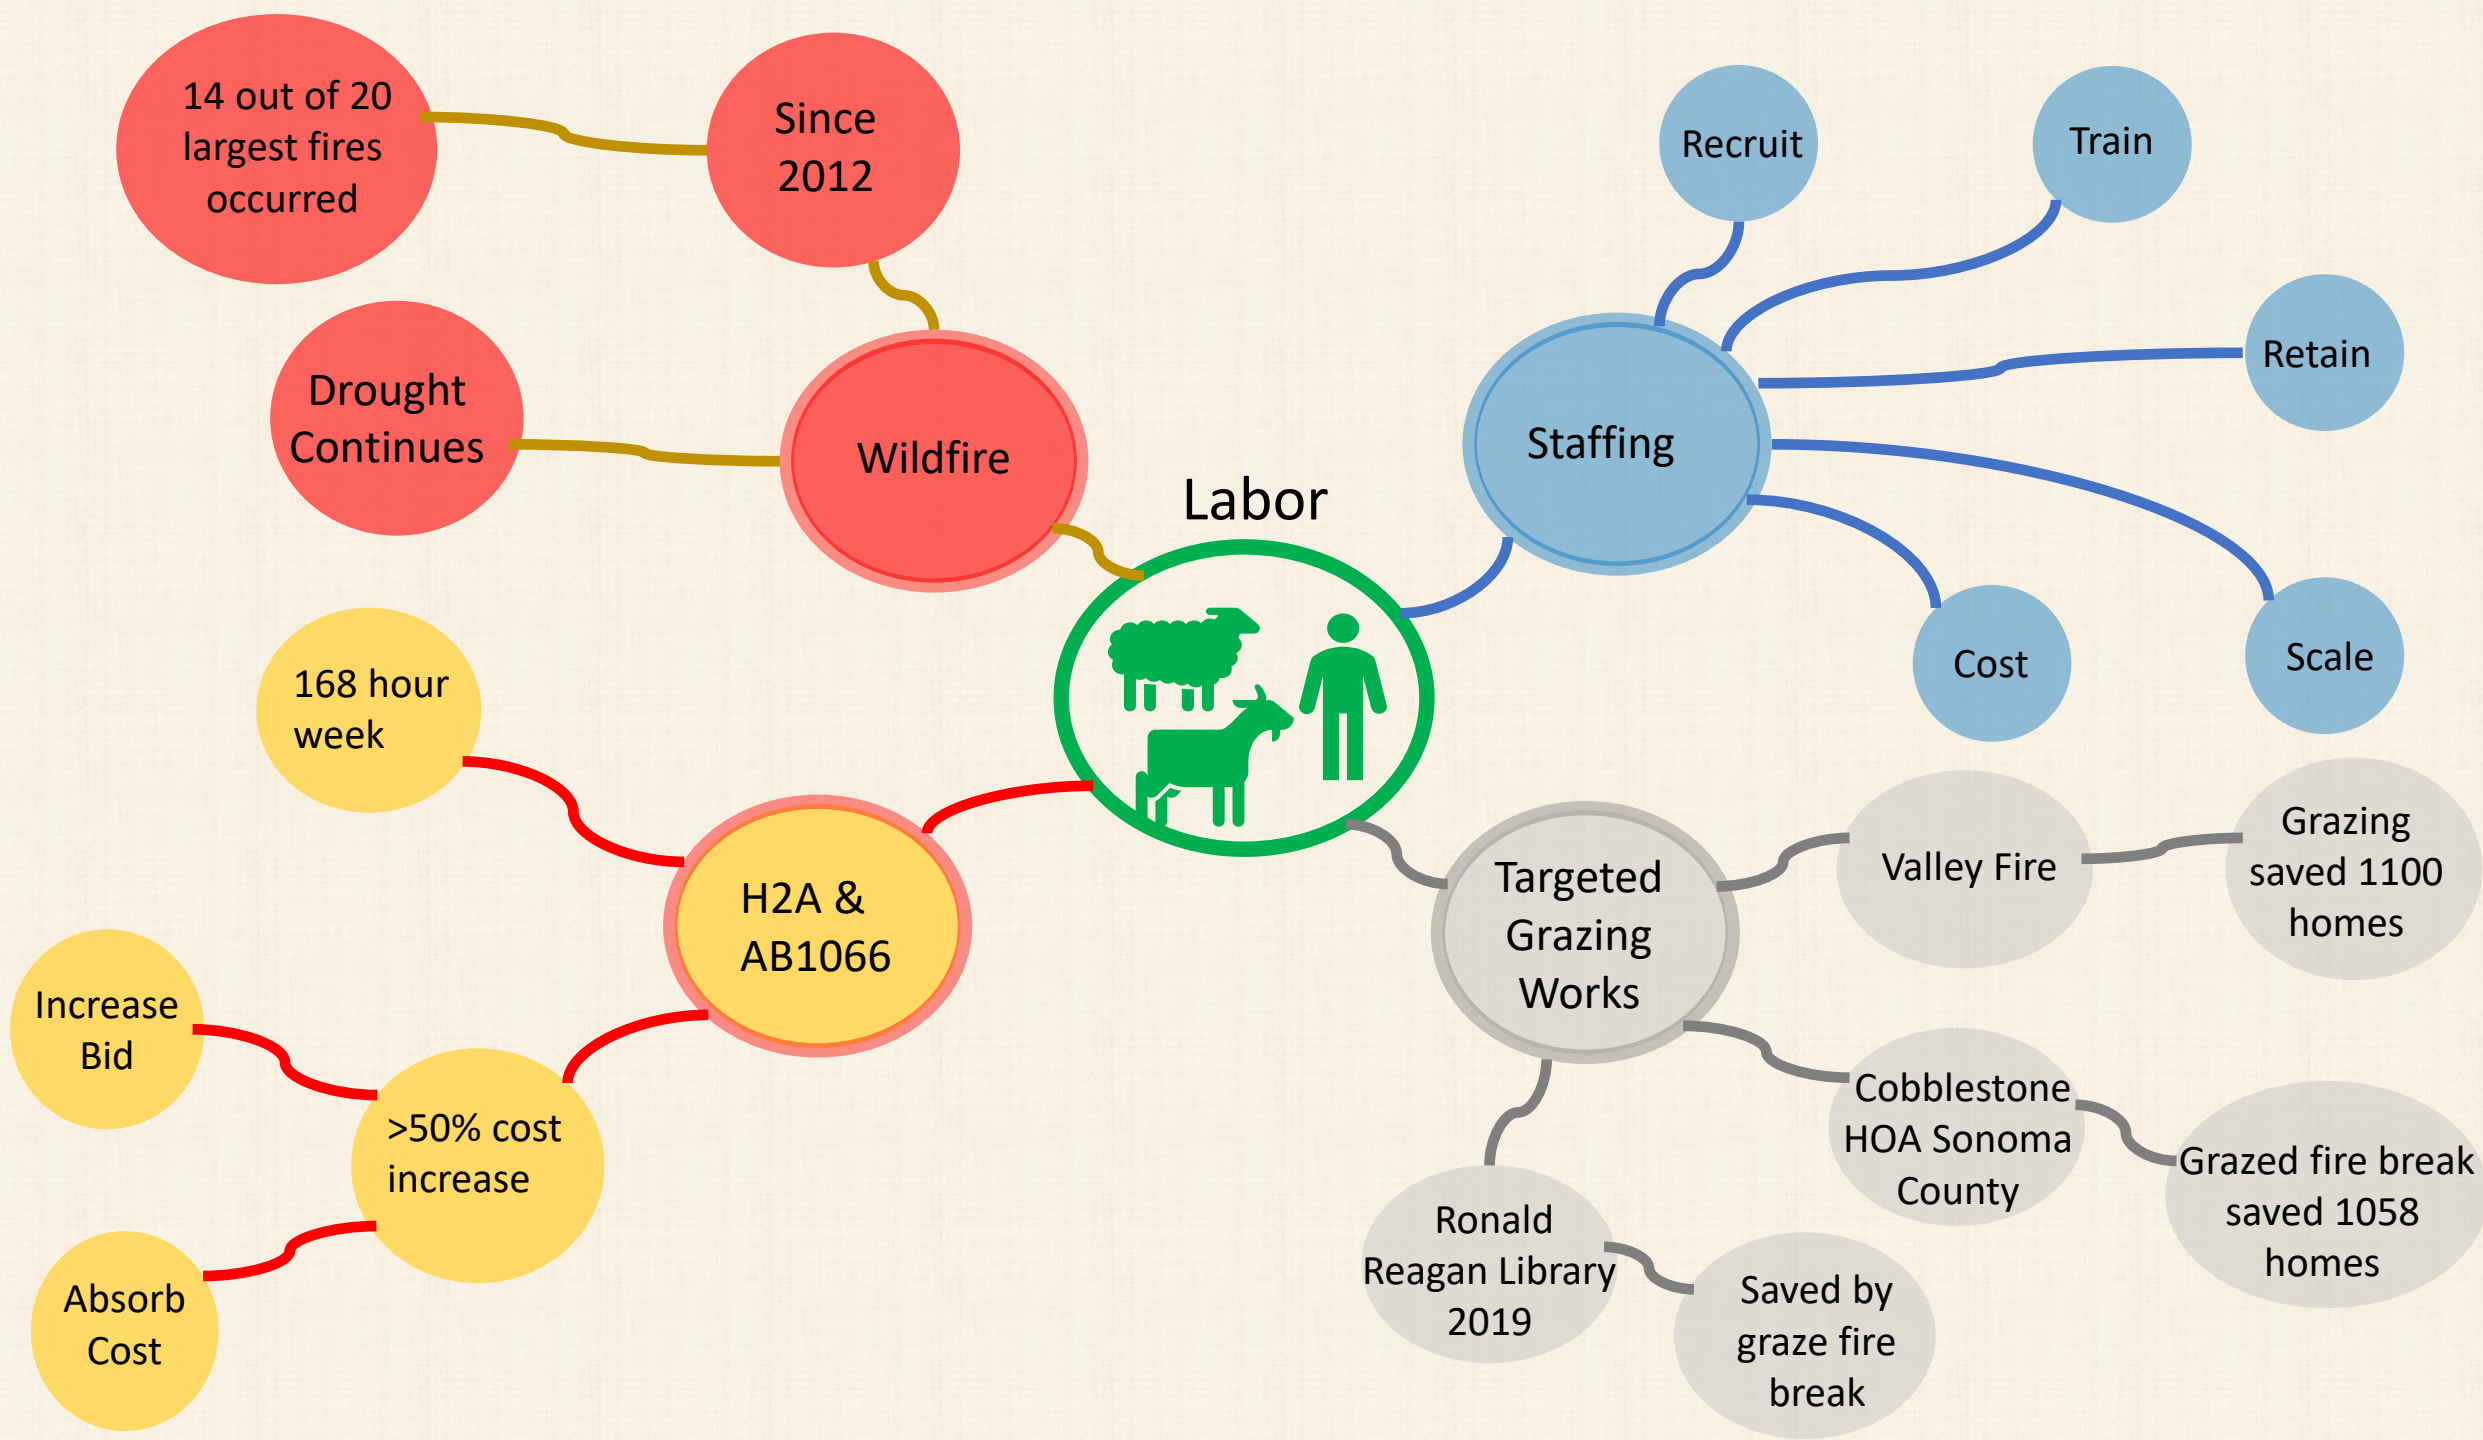 14 out of 20
largest fires
occurred
Since
2012
Drought
Continues
Wildfire
Labor
Recruit
Train
Retain
Staffing
Cost
Scale
168 hour
week
H2A &
AB1066
Increase
Bid
>50% cost
increase
Absorb
Cost
Targeted
Grazing
Works
Valley Fire
Grazing
saved 1100
homes
Cobblestone
HOA Sonoma
County
Grazed fire break
saved 1058
homes
Ronald
Reagan Library
2019
Saved by
graze fire
break